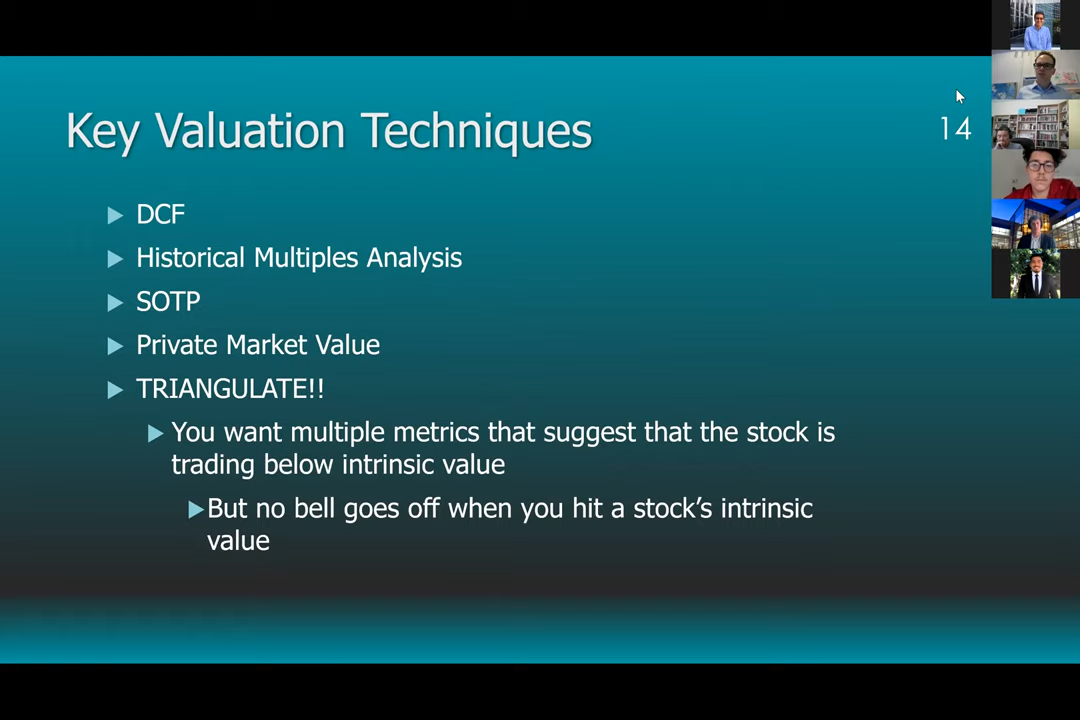 Key Valuation Techniques
14
DCF
Historical Multiples Analysis
SOTP
Private Market Value
TRIANGULATE!!
You want multiple metrics that suggest that the stock is
trading below intrinsic value
But no bell goes off when you hit a stock’s intrinsic
value